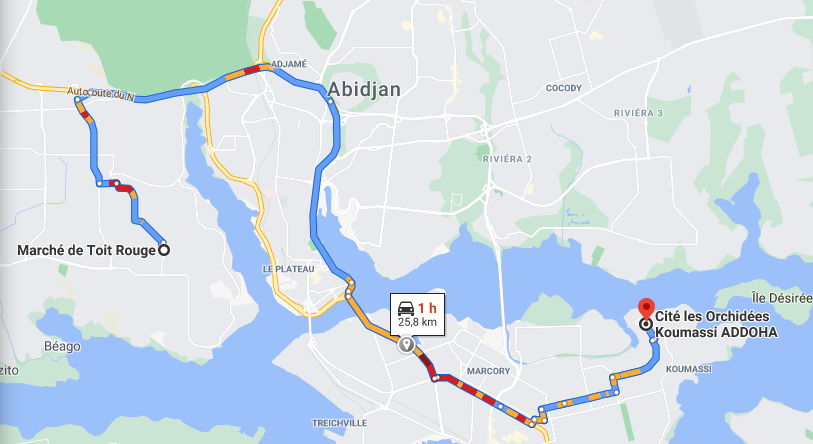 ADJAMÉ
Abidjan
Autoroute du N
COCODY
RIVIÉRA 3
RIVIÉRA 2
Marché de Toit Rouge
LE PLATEAU
1 h
25,8 km
Île Désirée
Cité les Orchidées
Koumassi ADDOHA
Béago
zito
MARCORY
KOUMASSI
TREICHVILLE